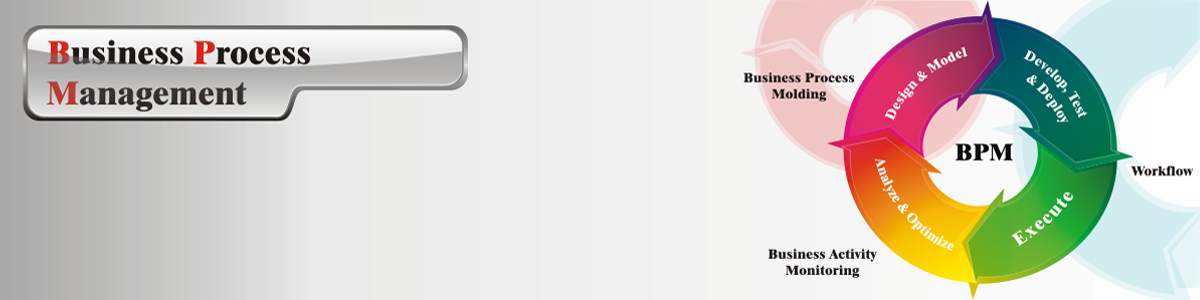 Business Process
Management
Design & Model
Develop, Test
& Deploy
Business Process
Molding
BPM
Workflow
Analyze & Optimize
Execute
Business Activity
Monitoring